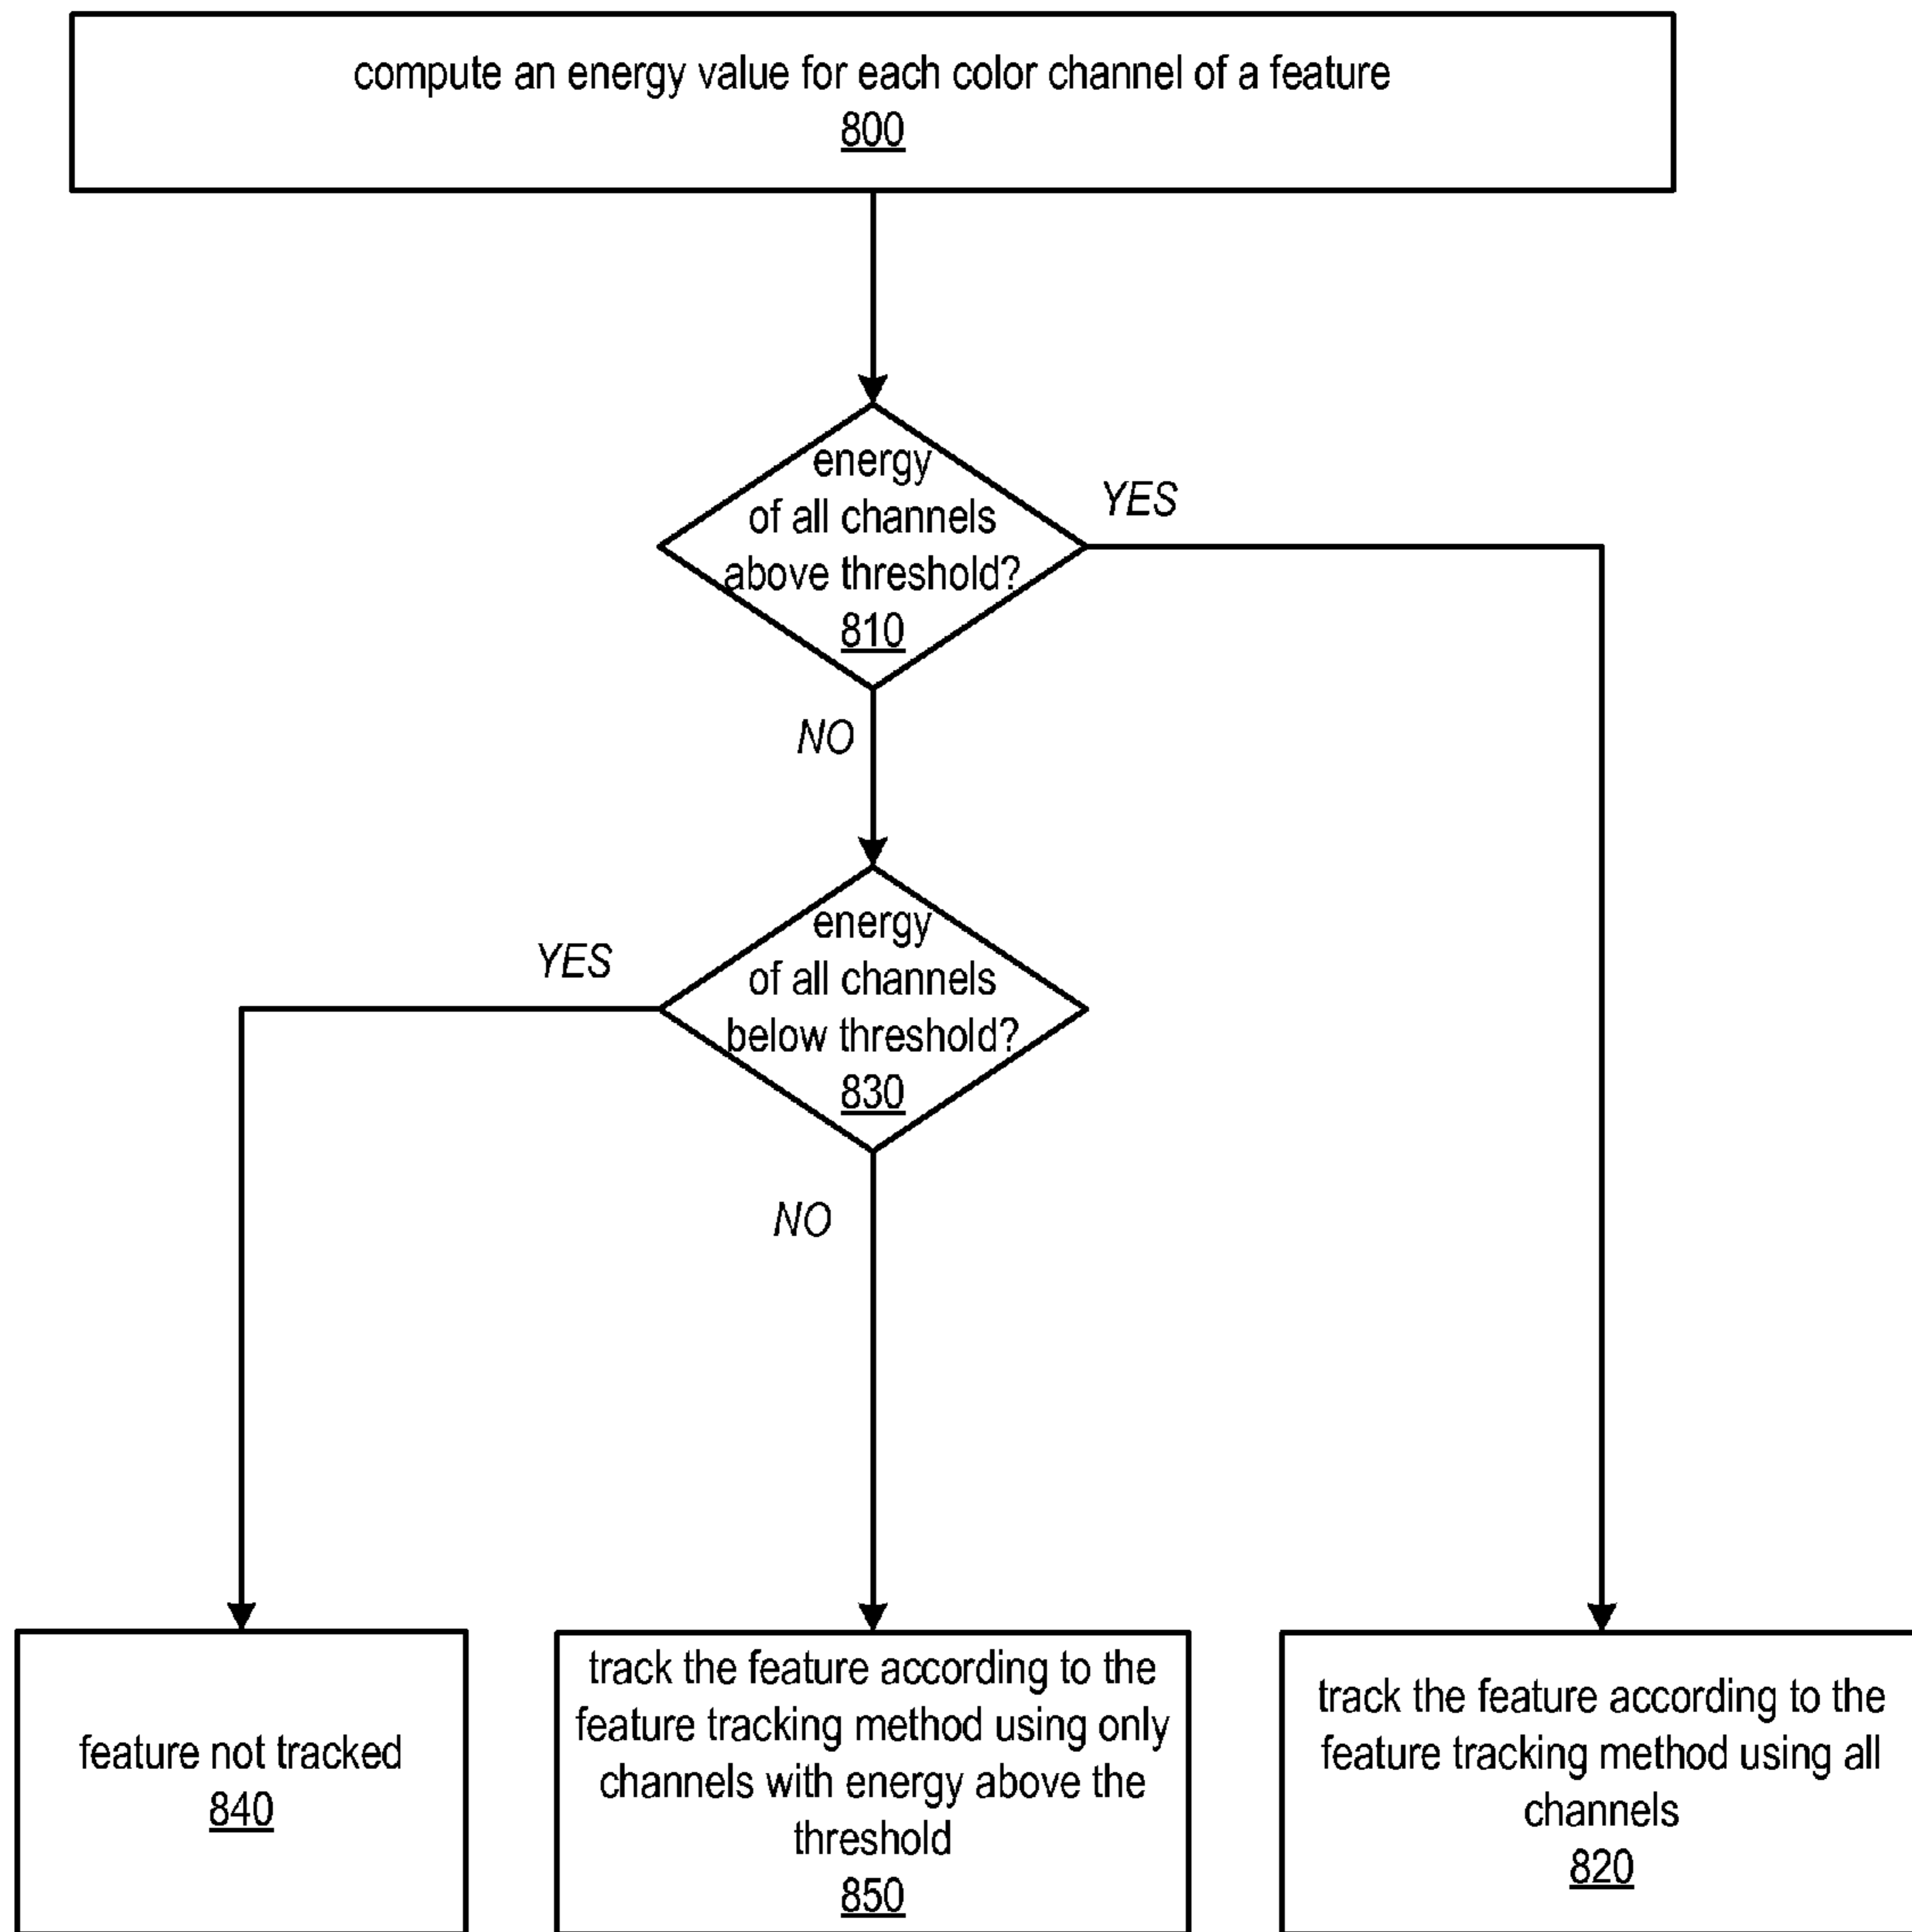 compute an energy value for each color channel of a feature
800
energy
of all channels
above threshold?
810
YES
NO
energy
of all channels
below threshold?
830
YES
NO
feature not tracked
840
track the feature according to the
feature tracking method using only
channels with energy above the
threshold
850
track the feature according to the
feature tracking method using all
channels
820